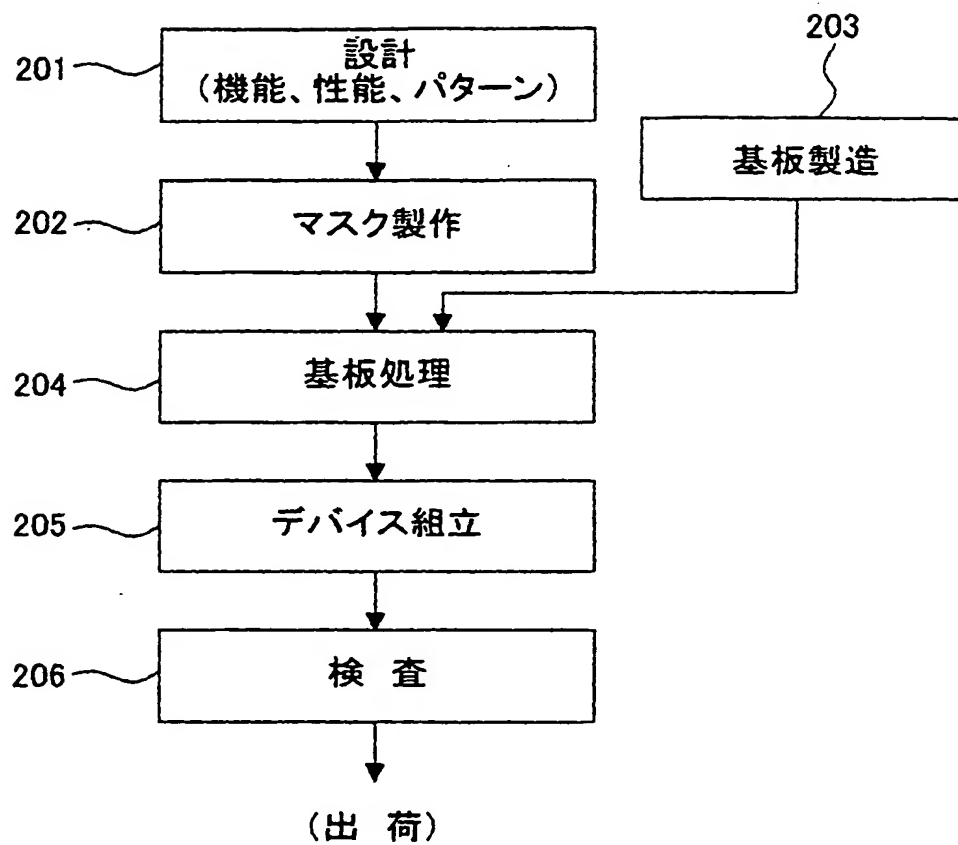 201
設計
(機能、性能、パターン)
203
基板製造
202
マスク製作
204
基板処理
205
デバイス組立
206
検 査
(出 荷)